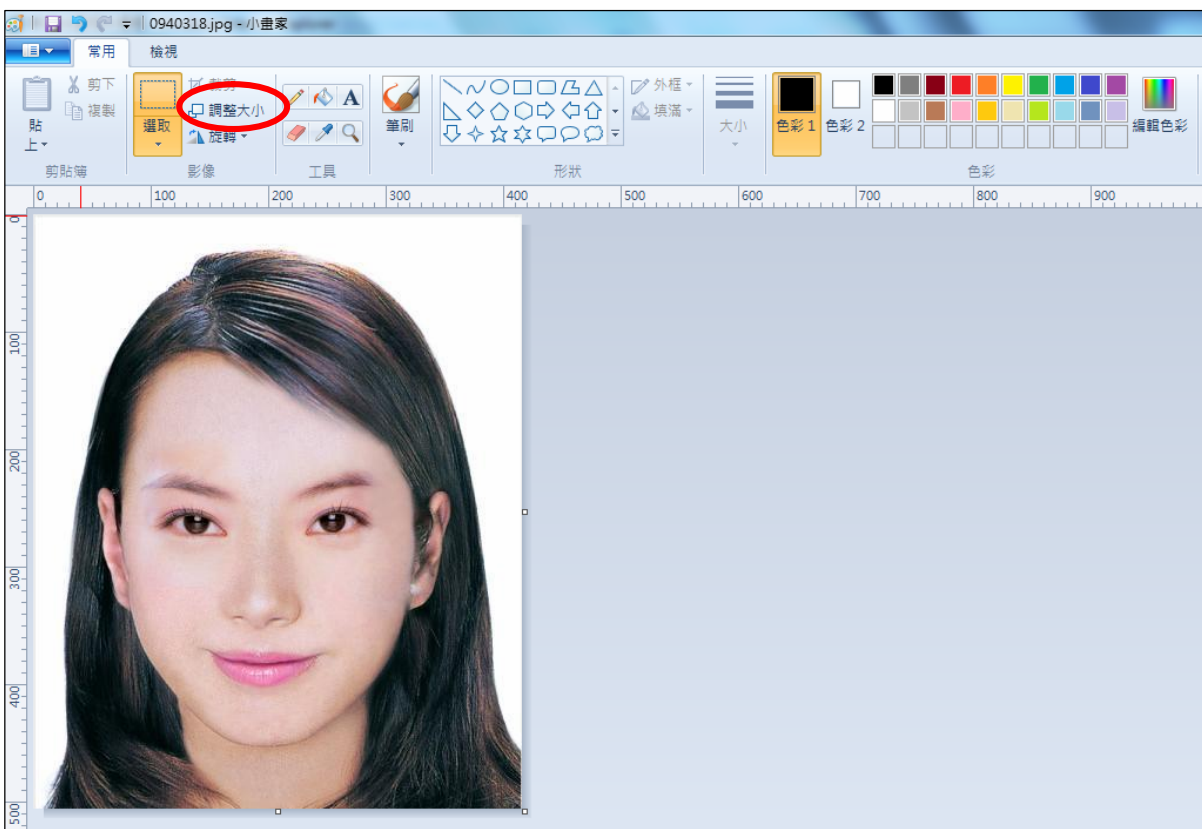 0940318.jpg - 小畫家
常用 檢視
剪下
複製
貼上
剪貼簿
選取
裁剪
調整大小
旋轉
影像
A
工具
筆刷
外框
填滿
形狀
大小
色彩 1
色彩 2
編輯色彩
色彩
0 100 200 300 400 500 600 700 800 900
0
100
200
300
400
500